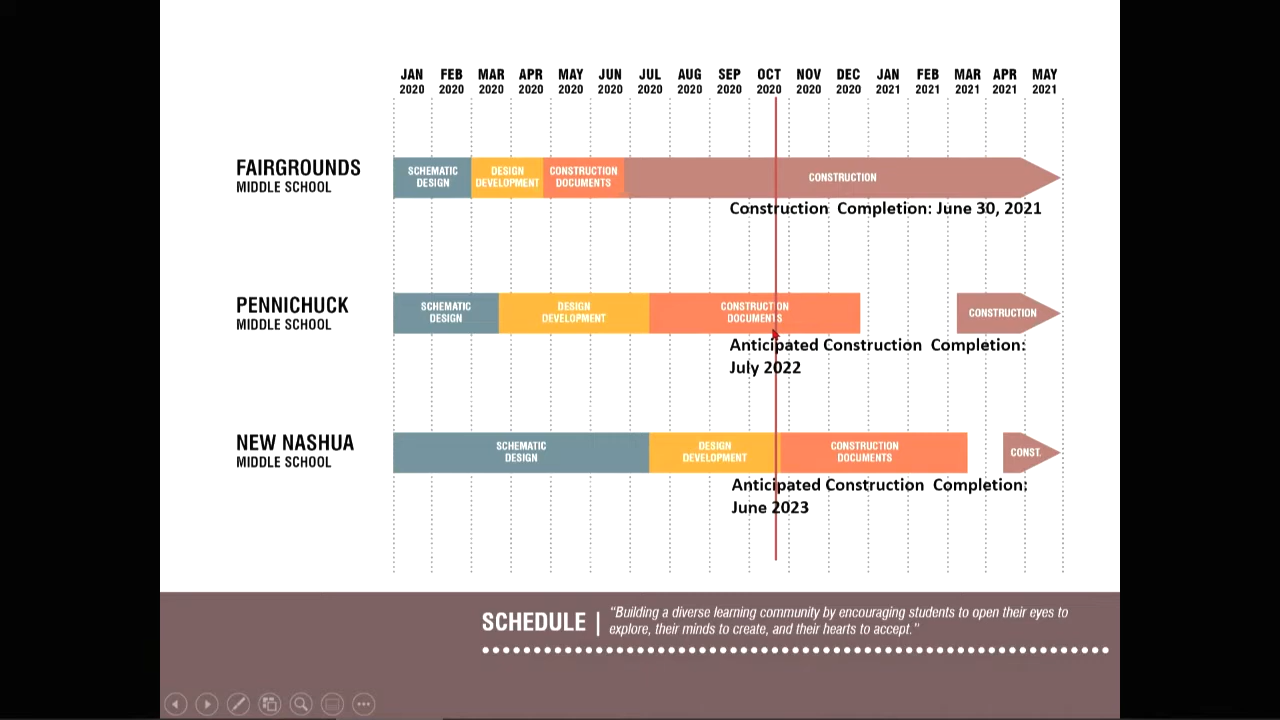 JAN FEB MAR APR MAY JUN JUL AUG SEP OCT NOV DEC JAN FEB MAR APR MAY
2020 2020 2020 2020 2020 2020 2020 2020 2020 2020 2020 2020 2021 2021 2021 2021 2021
FAIRGROUNDS
MIDDLE SCHOOL
SCHEMATIC
DESIGN
DESIGN
DEVELOPMENT
CONSTRUCTION
DOCUMENTS
CONSTRUCTION
Construction Completion: June 30, 2021
PENNICHUCK
MIDDLE SCHOOL
SCHEMATIC
DESIGN
DESIGN
DEVELOPMENT
CONSTRUCTION
DOCUMENTS
CONSTRUCTION
Anticipated Construction Completion:
July 2022
NEW NASHUA
MIDDLE SCHOOL
SCHEMATIC
DESIGN
DESIGN
DEVELOPMENT
CONSTRUCTION
DOCUMENTS
CONST.
Anticipated Construction Completion:
June 2023
SCHEDULE
“Building a diverse learning community by encouraging students to open their eyes to
explore, their minds to create, and their hearts to accept.”